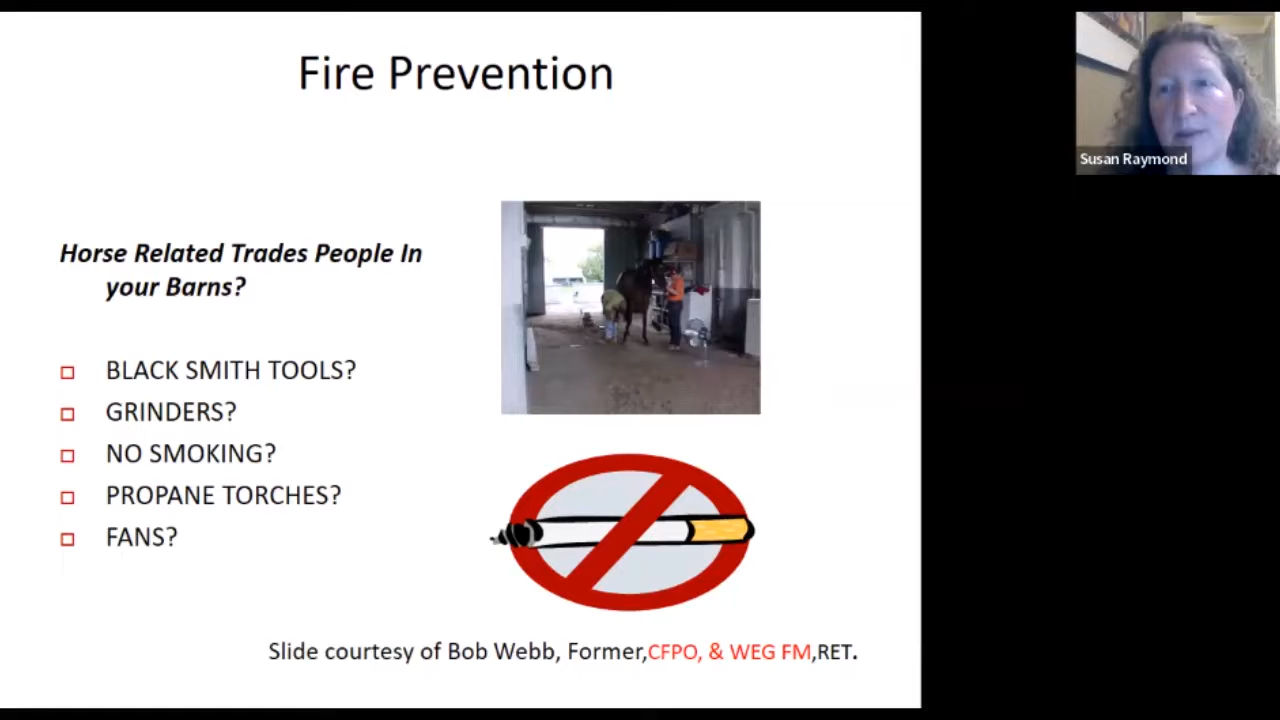 Fire Prevention
Susan Raymond
Horse Related Trades People In
your Barns?
BLACK SMITH TOOLS?
GRINDERS?
NO SMOKING?
PROPANE TORCHES?
FANS?
Slide courtesy of Bob Webb, Former,CFPO, & WEG FM,RET.